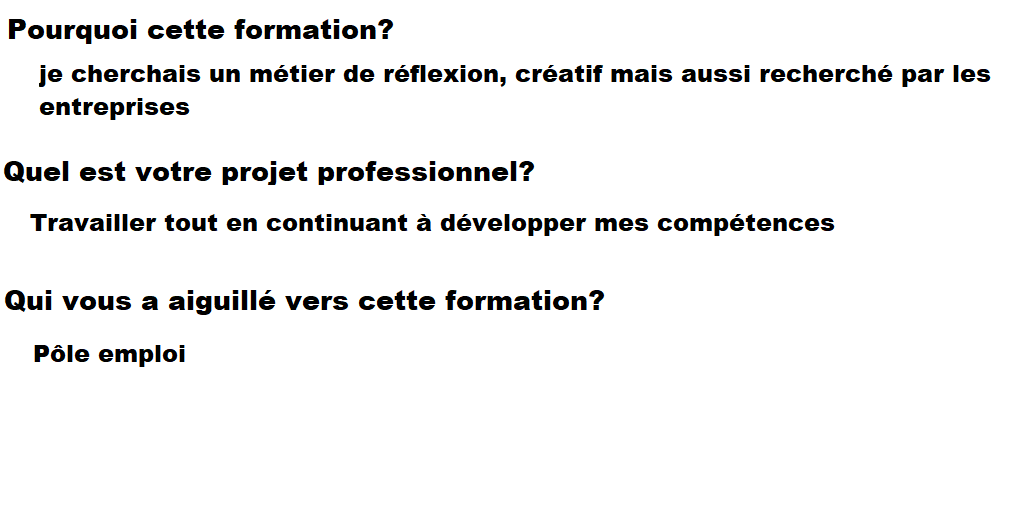 Pourquoi cette formation?
je cherchais un métier de réflexion, créatif mais aussi recherché par les
entreprises
Quel est votre projet professionnel?
Travailler tout en continuant à développer mes compétences
Qui vous a aiguillé vers cette formation?
Pôle emploi